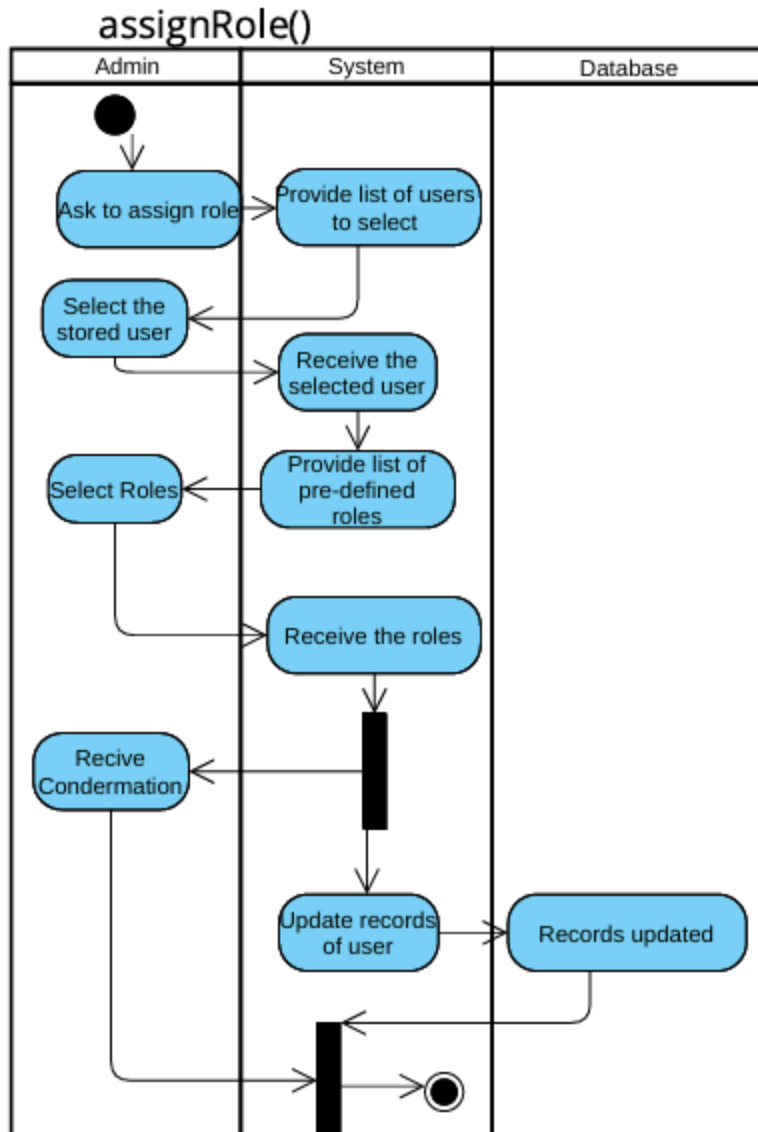 assignRole()
Admin
System
Database
Ask to assign role
Provide list of users
to select
Select the
stored user
Receive the
selected user
Provide list of
pre-defined
roles
Select Roles
Receive the roles
Recive
Condermation
Update records
of user
Records updated